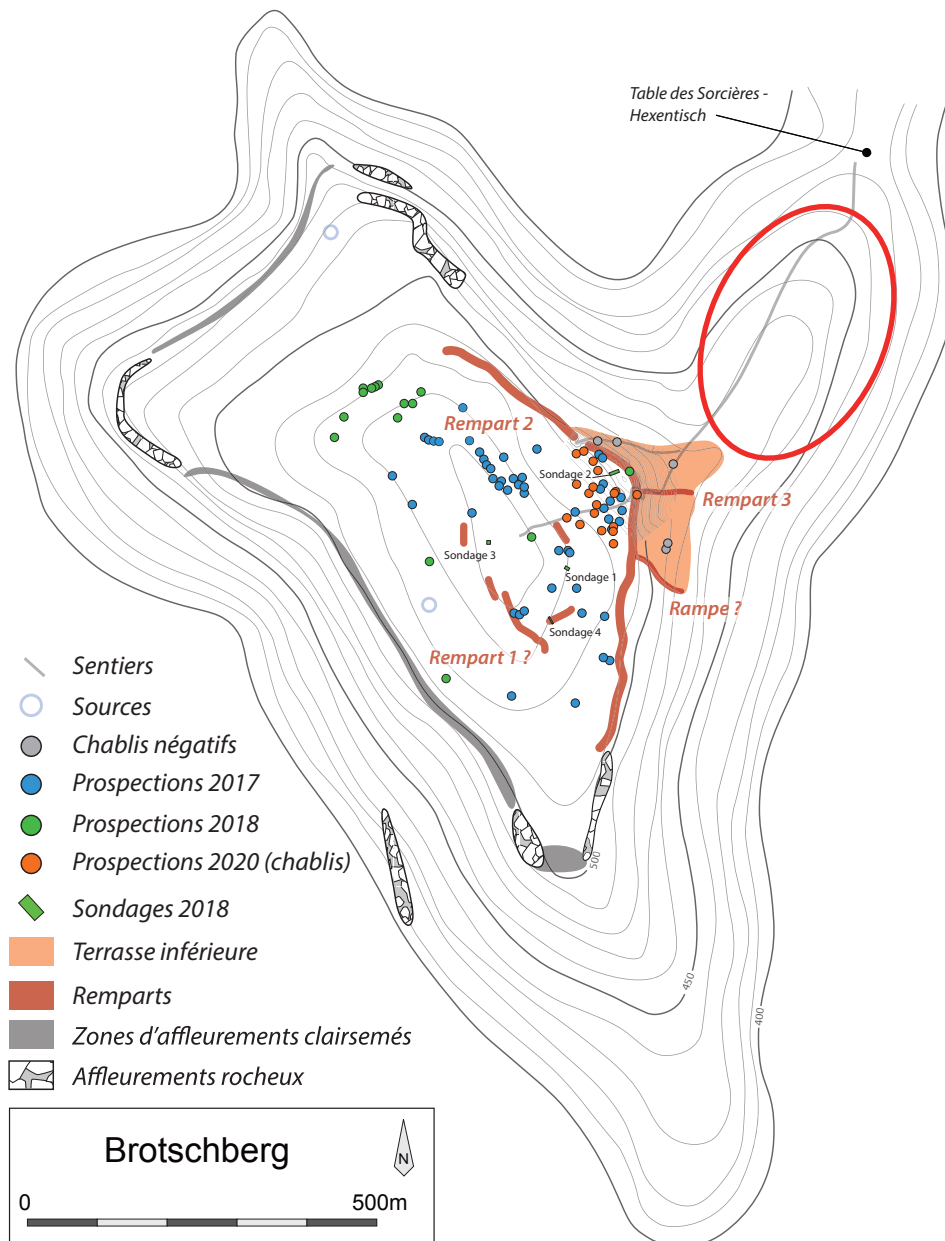 Table des Sorcières -
Hexentisch
Rempart 2
Sondage 2
Rempart 3
Sondage 3
Sondage 1
Rampe ?
Sondage 4
Rempart 1 ?
Sentiers
Sources
Chablis négatifs
Prospections 2017
Prospections 2018
Prospections 2020 (chablis)
500
Sondages 2018
Terrasse inférieure
450
Remparts
400
Zones d'affleurements clairsemés
Affleurements rocheux
Brotschberg
N
0 500m